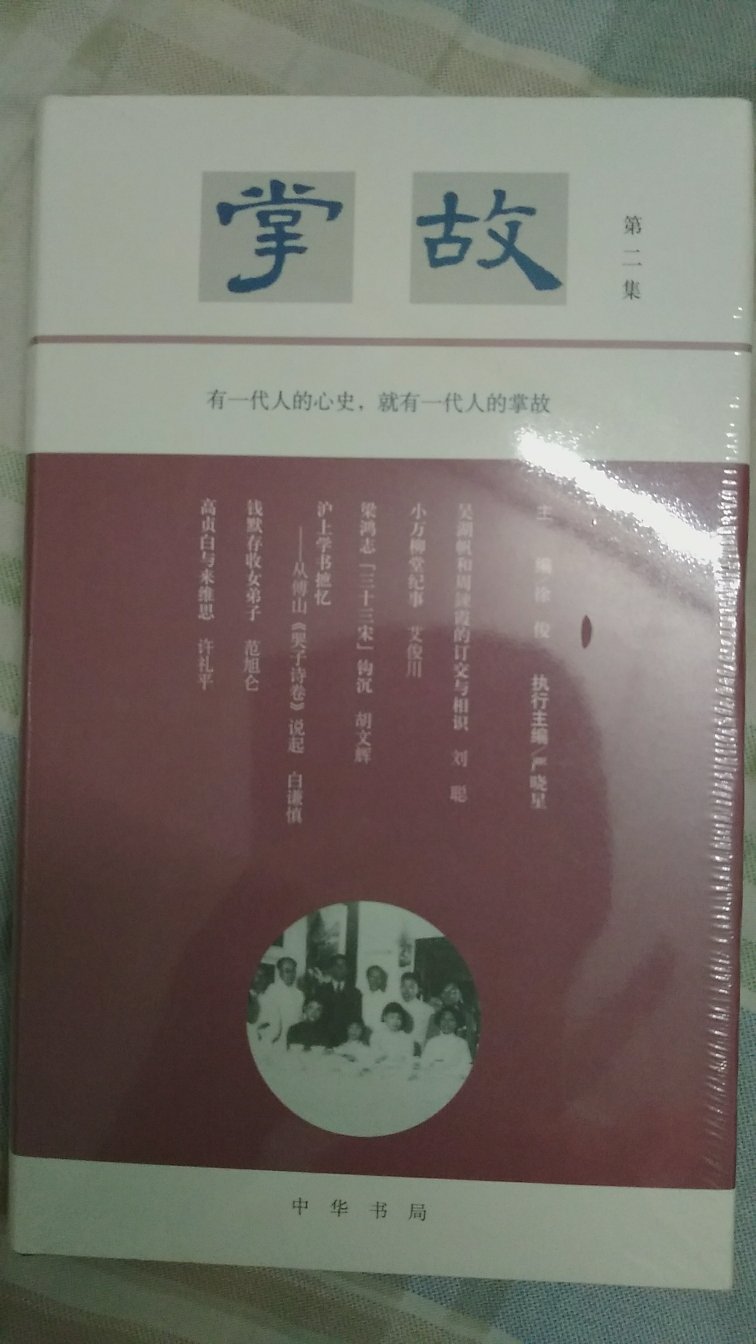 掌故
第二集
有一代人的心史，就有一代人的掌故
主 编/徐 俊 执行主编/严晓星
吴湖帆和周鍊霞的订交与相识 刘 聪
小万柳堂纪事 艾俊川
梁鸿志「三十三宋」钩沉 胡文辉
沪上学书摭忆
——从傅山《哭子诗卷》说起 白谦慎
钱默存收女弟子 范旭仑
高贞白与来维思 许礼平
中华书局